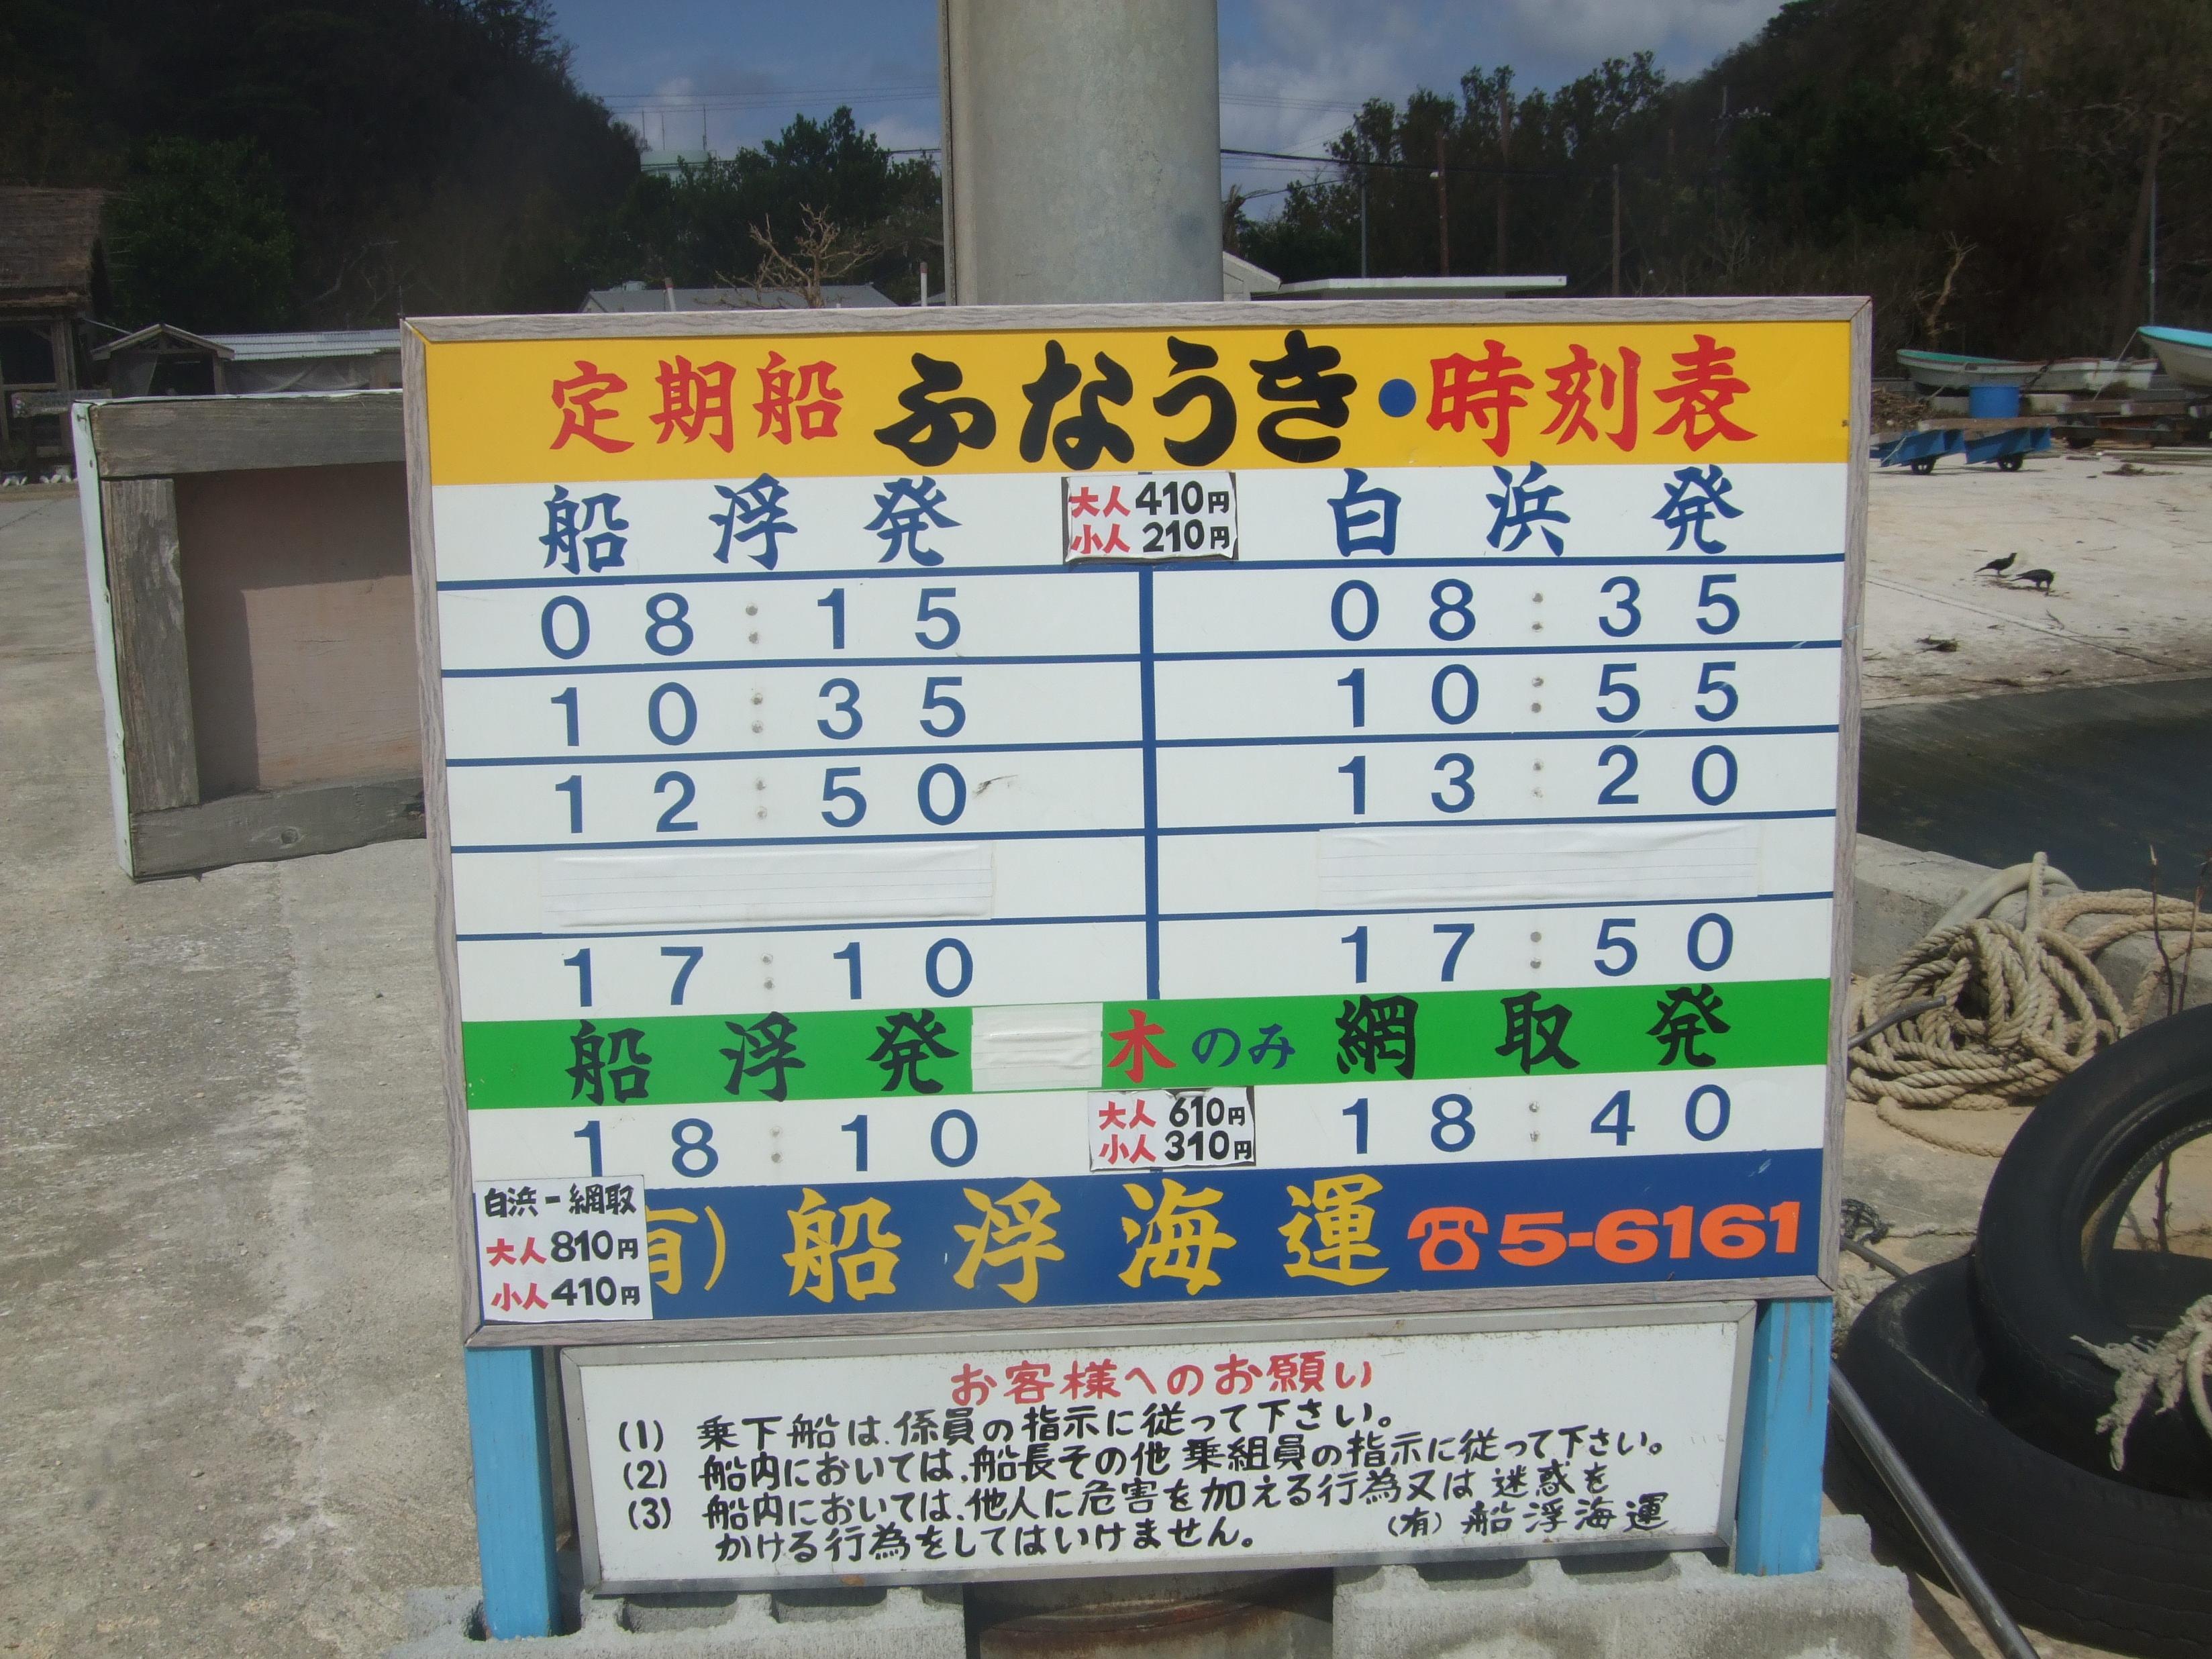 定期船 ふなうき・時刻表
船浮発 大人410円 小人210円 白浜発
08:15 08:35
10:35 10:55
12:50 13:20
17:10 17:50
船浮発 木のみ 網取発
18:10 大人610円 小人310円 18:40
白浜-網取
大人810円
小人410円
有)船浮海運 ☎5-6161
お客様へのお願い
(1) 乗下船は、係員の指示に従って下さい。
(2) 船内においては、船長その他乗組員の指示に従って下さい。
(3) 船内においては、他人に危害を加える行為又は迷惑を
かける行為をしてはいけません。 (有)船浮海運